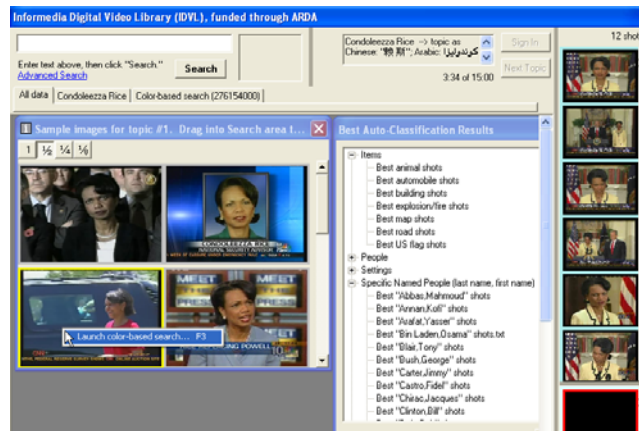 Informedia Digital Video Library (IDVL), funded through ARDA
Enter text above, then click "Search."
Advanced Search
Search
Condoleezza Rice -> topic as
Chinese: "赖 斯"; Arabic:
3:34 of 15:00
Sign In
Next Topic
12 shot
All data
Condoleezza Rice
Color-based search (276154000)
Sample images for topic #1. Drag into Search area t...
1 ½ ¼
CONDOLEEZZA RICE
NATIONAL SECURITY ADVISOR
MEET MEET
PRESS
Launch color-based search... F3
POWELL
Best Auto-Classification Results
Items
Best animal shots
Best automobile shots
Best building shots
Best explosion/fire shots
Best map shots
Best road shots
Best US flag shots
People
Settings
Specific Named People (last name, first name)
Best "Abbas,Mahmoud" shots
Best "Annan,Kofi" shots
Best "Arafat,Yasser" shots
Best "Bin Laden,Osama" shots.txt
Best "Blair,Tony" shots
Best "Bush,George" shots
Best "Carter,Jimmy" shots
Best "Castro,Fidel" shots
Best "Chirac,Jacques" shots
Best "Clinton,Bill" shots